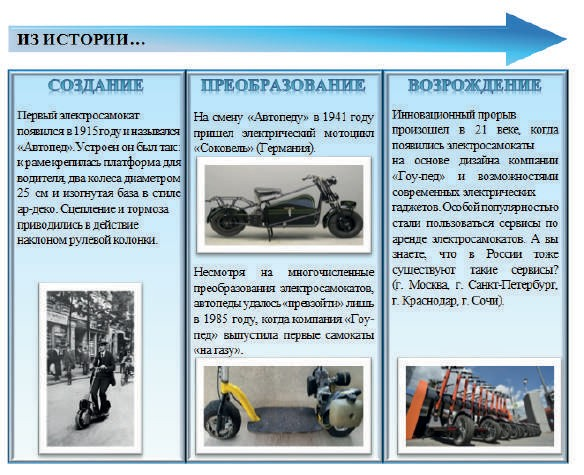 ИЗ ИСТОРИИ…
СОЗДАНИЕ
Первый электросамокат
появился в 1915 году и назывался
«Автопед». Устроен он был так:
к раме крепилась платформа для
водителя, два колеса диаметром
25 см и изогнутая база в стиле
ар-деко. Сцепление и тормоза
приводились в действие
наклоном рулевой колонки.
ПРЕОБРАЗОВАНИЕ
На смену «Автопеду» в 1941 году
пришел электрический мотоцикл
«Соковель» (Германия).
Несмотря на многочисленные
преобразования электросамокатов,
автопеды удалось «превзойти» лишь
в 1985 году, когда компания «Гоу-
пед» выпустила первые самокаты
«на газу».
ВОЗРОЖДЕНИЕ
Инновационный прорыв
произошел в 21 веке, когда
появились электросамокаты
на основе дизайна компании
«Гоу-пед» и возможностями
современных электрических
гаджетов. Особой популярностью
стали пользоваться сервисы по
аренде электросамокатов. А вы
знаете, что в России тоже
существуют такие сервисы?
(г. Москва, г. Санкт-Петербург,
г. Краснодар, г. Сочи).